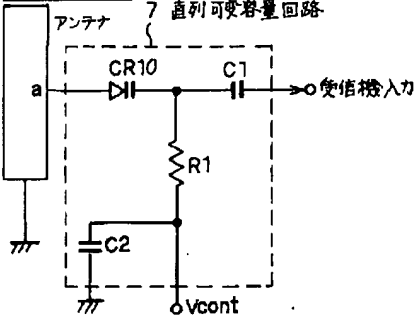 7 直列可変容量回路
アンテナ
a
CR10
C1
受信機入力
R1
C2
Vcont